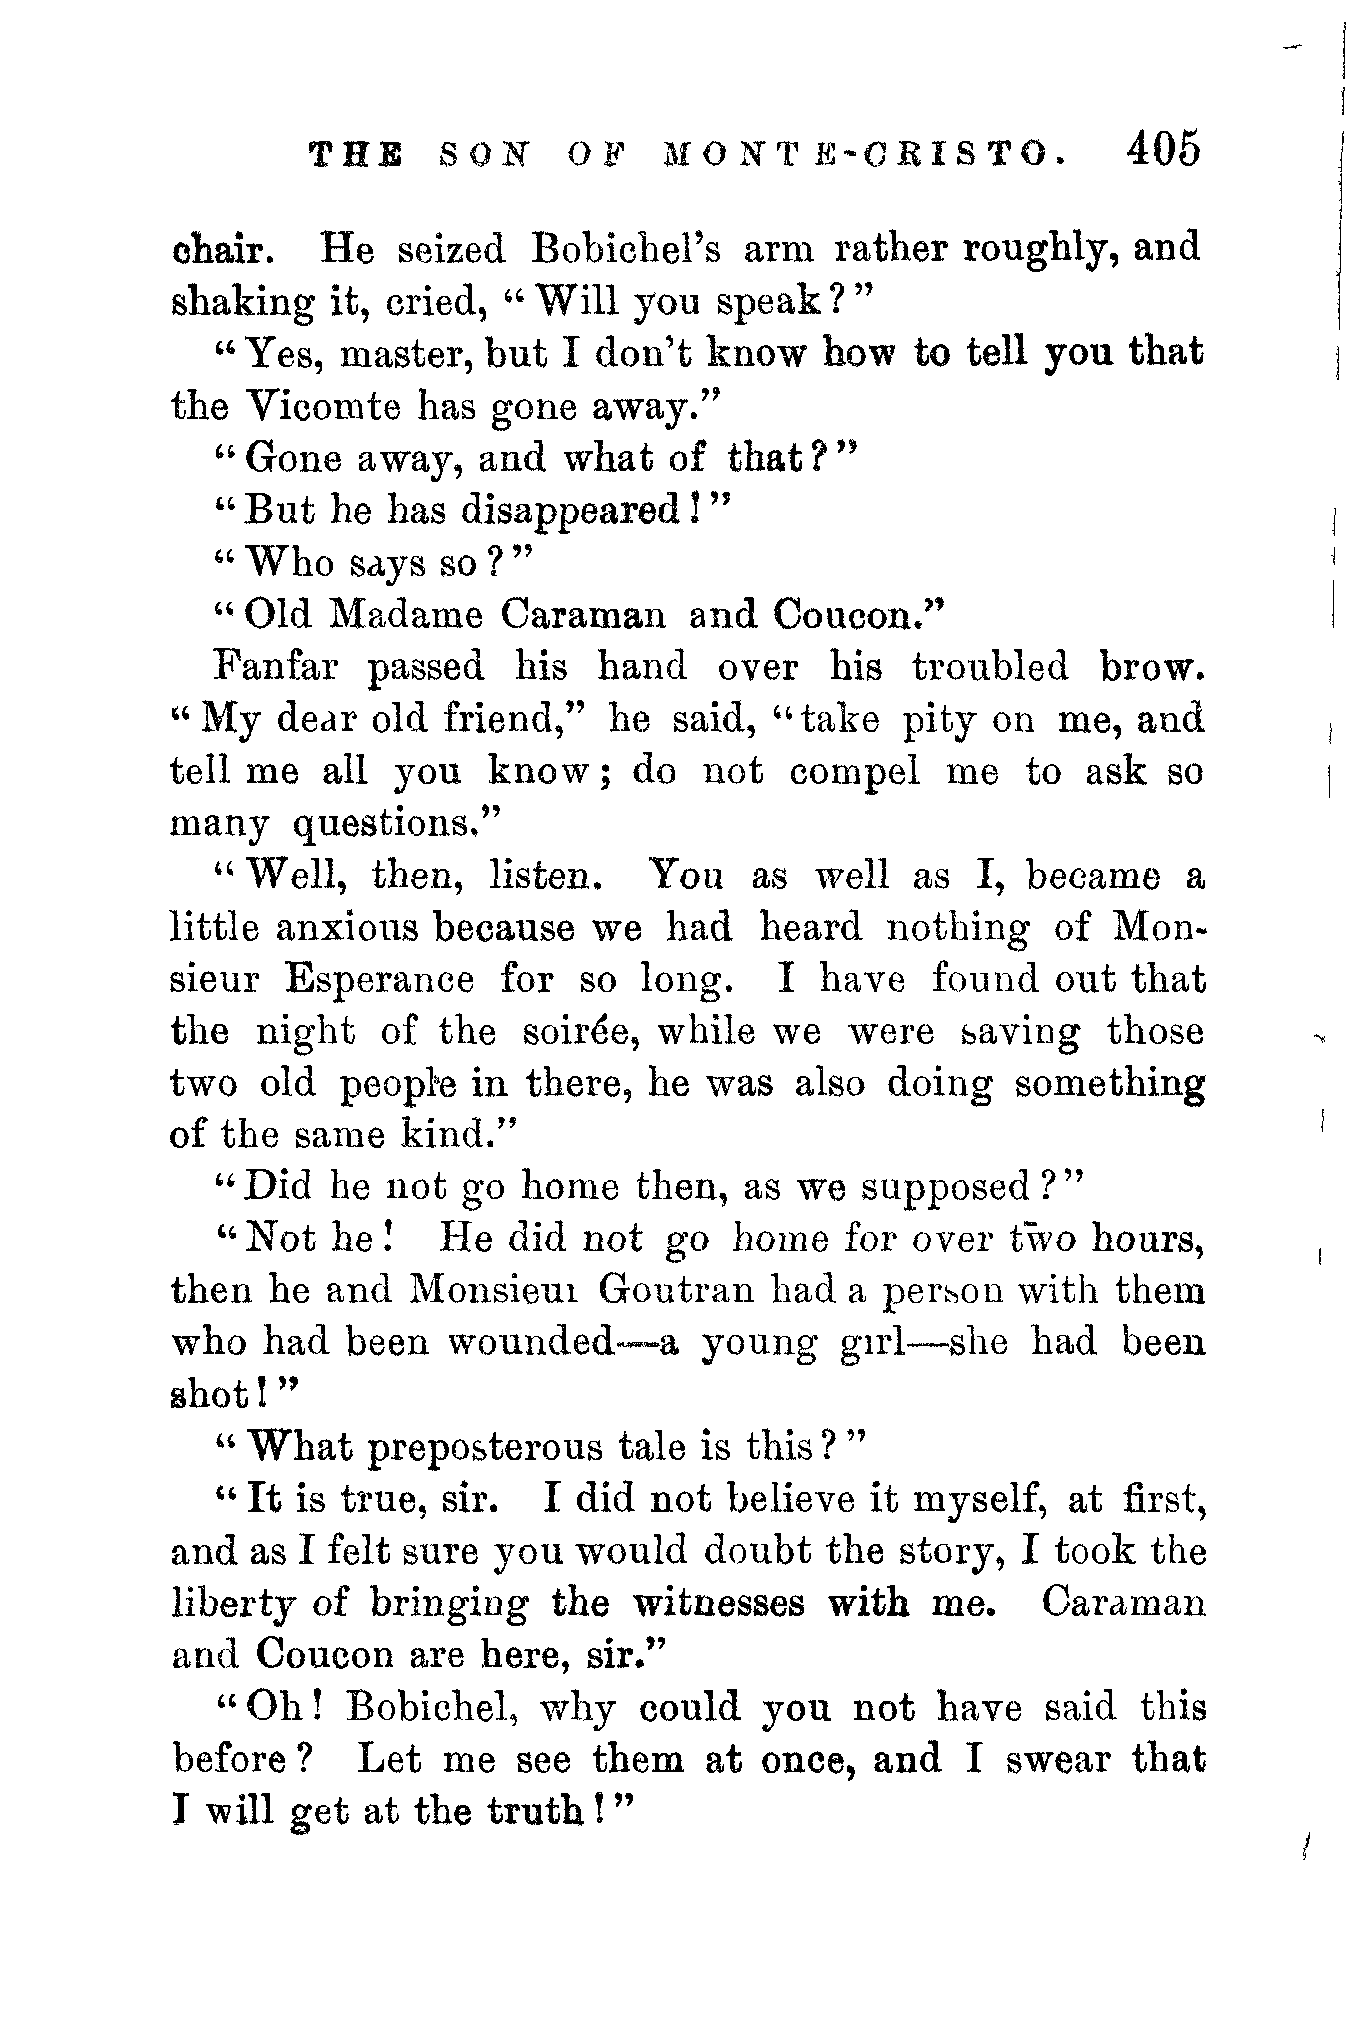 THE SON OF MONTE-CRISTO. 405
chair. He seized Bobichel's arm rather roughly, and
shaking it, cried, "Will you speak?"
"Yes, master, but I don't know how to tell you that
the Vicomte has gone away."
"Gone away, and what of that?"
"But he has disappeared!"
"Who says so?"
"Old Madame Caraman and Coucon."
Fanfar passed his hand over his troubled brow.
"My dear old friend," he said, "take pity on me, and
tell me all you know; do not compel me to ask so
many questions."
"Well, then, listen. You as well as I, became a
little anxious because we had heard nothing of Mon-
sieur Esperance for so long. I have found out that
the night of the soirée, while we were saving those
two old people in there, he was also doing something
of the same kind."
"Did he not go home then, as we supposed?"
"Not he! He did not go home for over two hours,
then he and Monsieur Goutran had a person with them
who had been wounded—a young girl—she had been
shot!"
"What preposterous tale is this?"
"It is true, sir. I did not believe it myself, at first,
and as I felt sure you would doubt the story, I took the
liberty of bringing the witnesses with me. Caraman
and Coucon are here, sir."
"Oh! Bobichel, why could you not have said this
before? Let me see them at once, and I swear that
I will get at the truth!"